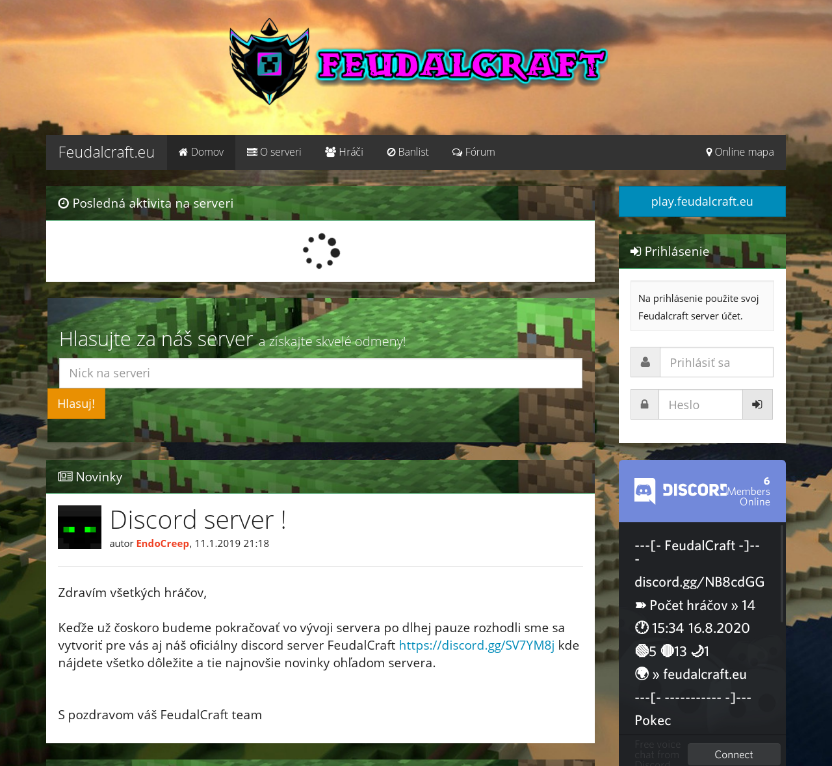 FEUDALCRAFT
Feudalcraft.eu Domov O serveri Hráči Banlist Fórum Online mapa
Posledná aktivita na serveri
play.feudalcraft.eu
Prihlásenie
Na prihlásenie použite svoj
Feudalcraft server účet.
Prihlásiť sa
Heslo
Hlasujte za náš server a získajte skvelé odmeny!
Nick na serveri
Hlasuj!
Novinky
Discord server !
autor EndoCreep, 11.1.2019 21:18
Zdravím všetkých hráčov,
Keďže už čoskoro budeme pokračovať vo vývoji servera po dlhej pauze rozhodli sme sa
vytvoriť pre vás aj náš oficiálny discord server FeudalCraft https://discord.gg/SV7YM8j kde
nájdete všetko dôležite a tie najnovšie novinky ohľadom servera.
S pozdravom váš FeudalCraft team
DISCORD
6
Members
Online
---[- FeudalCraft -]--
-
discord.gg/NB8cdGG
➽ Počet hráčov » 14
🕐 15:34 16.8.2020
5 13 🌙1
🌍 » feudalcraft.eu
---[- ----------- -]---
Pokec
Free voice
chat from
Connect